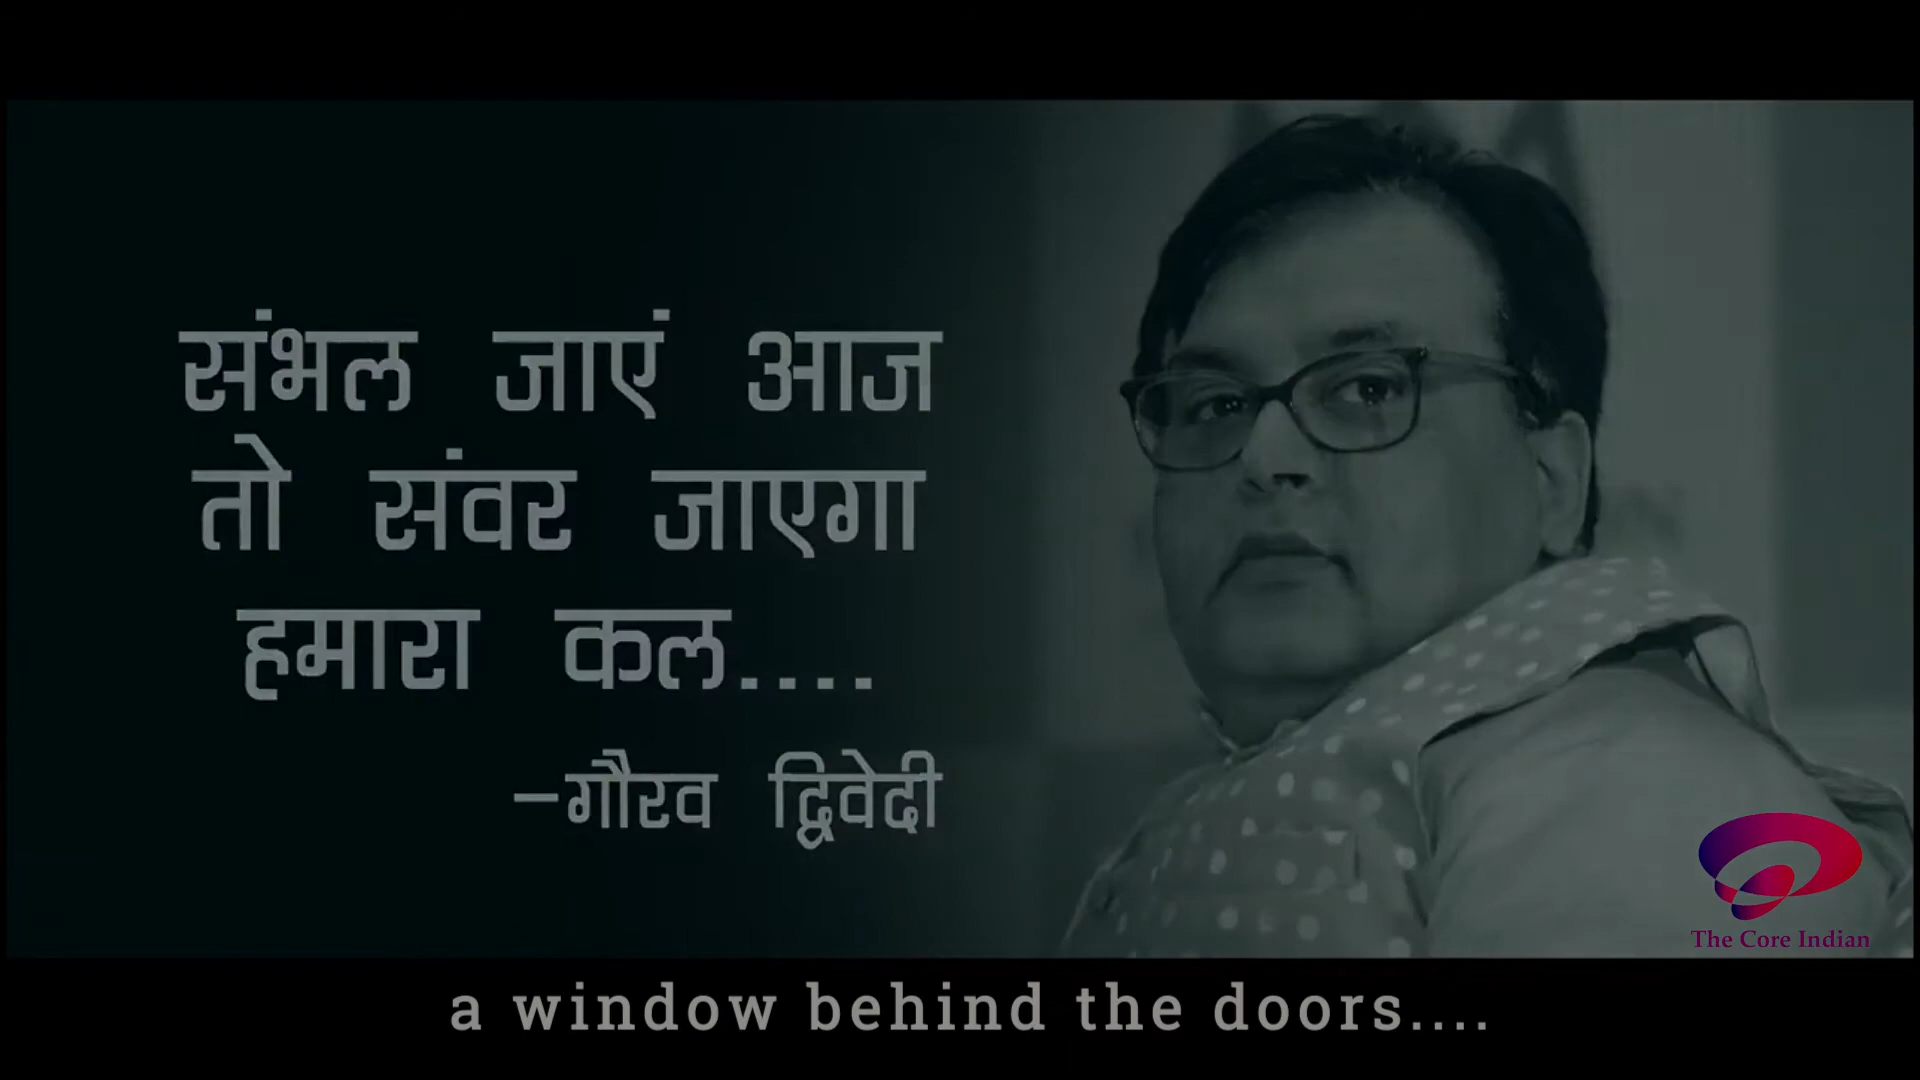 संभल जाएं आज
तो संवर जाएगा
हमारा कल....
–गौरव द्विवेदी
The Core Indian
a window behind the doors....